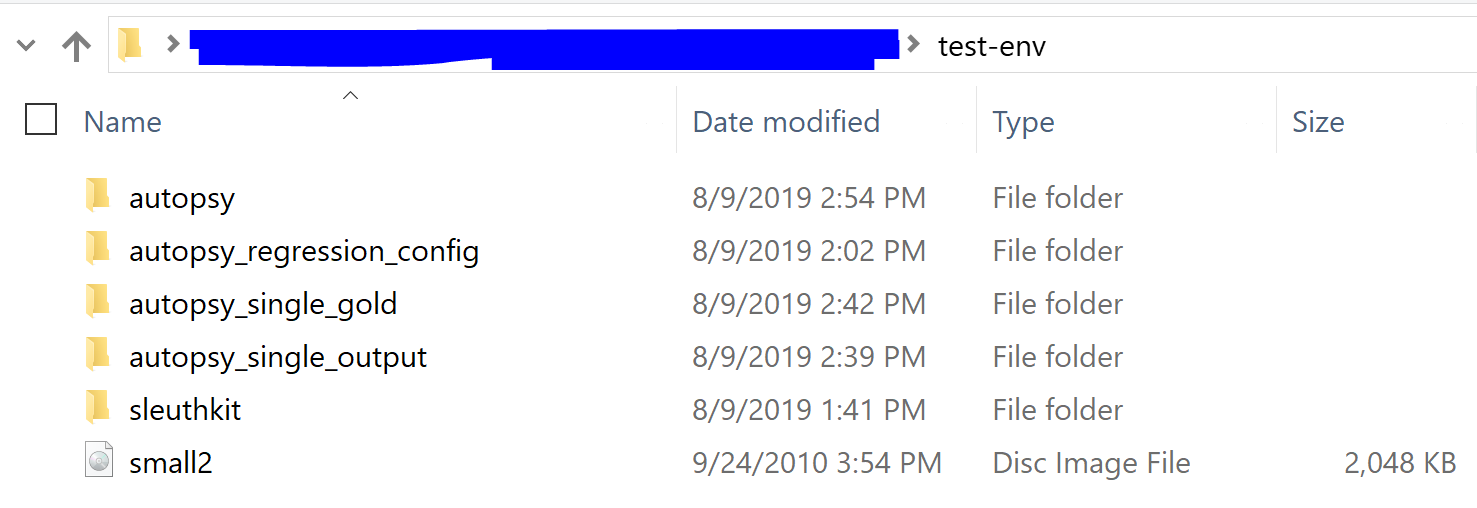 test-env
Name Date modified Type Size
autopsy 8/9/2019 2:54 PM File folder
autopsy_regression_config 8/9/2019 2:02 PM File folder
autopsy_single_gold 8/9/2019 2:42 PM File folder
autopsy_single_output 8/9/2019 2:39 PM File folder
sleuthkit 8/9/2019 1:41 PM File folder
small2 9/24/2010 3:54 PM Disc Image File 2,048 KB